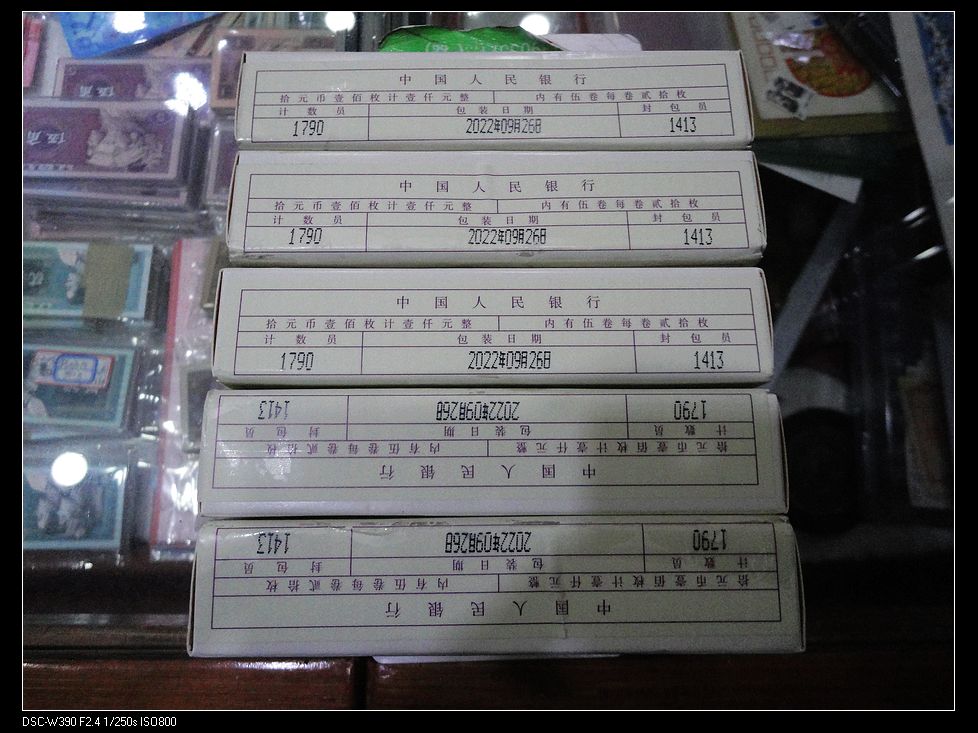 伍角
伍角
中国人民银行
拾元币壹佰枚计壹仟元整 内有伍卷每卷贰拾枚
计数员 包装日期 封包员
1790 2022年09月26日 1413
中国人民银行
拾元币壹佰枚计壹仟元整 内有伍卷每卷贰拾枚
计数员 包装日期 封包员
1790 2022年09月26日 1413
中国人民银行
拾元币壹佰枚计壹仟元整 内有伍卷每卷贰拾枚
计数员 包装日期 封包员
1790 2022年09月26日 1413
中国人民银行
拾元币壹佰枚计壹仟元整 内有伍卷每卷贰拾枚
计数员 包装日期 封包员
1790 2022年09月26日 1413
中国人民银行
拾元币壹佰枚计壹仟元整 内有伍卷每卷贰拾枚
计数员 包装日期 封包员
1790 2022年09月26日 1413
DSC-W390 F2.4 1/250s ISO800